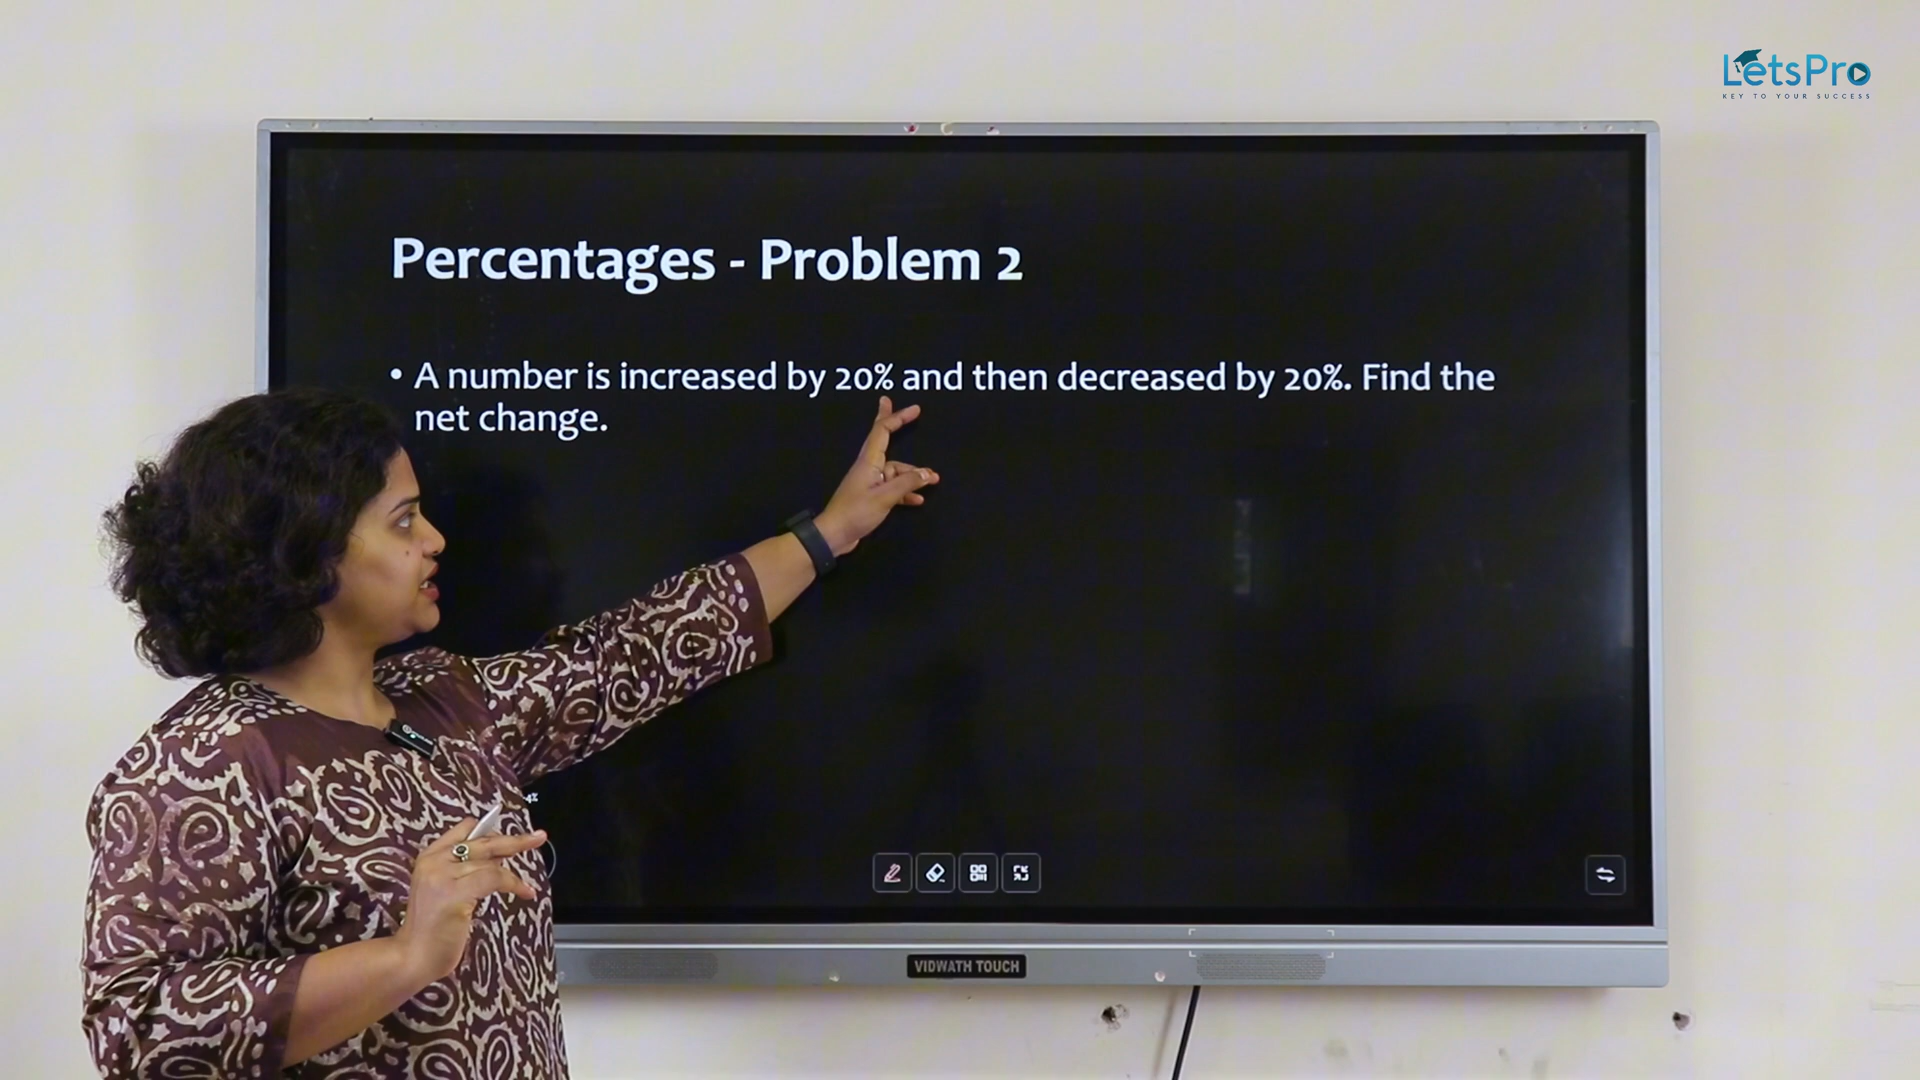 LetsPro
KEY TO YOUR SUCCESS
Percentages - Problem 2
• A number is increased by 20% and then decreased by 20%. Find the
net change.
4%
VIDWATH TOUCH